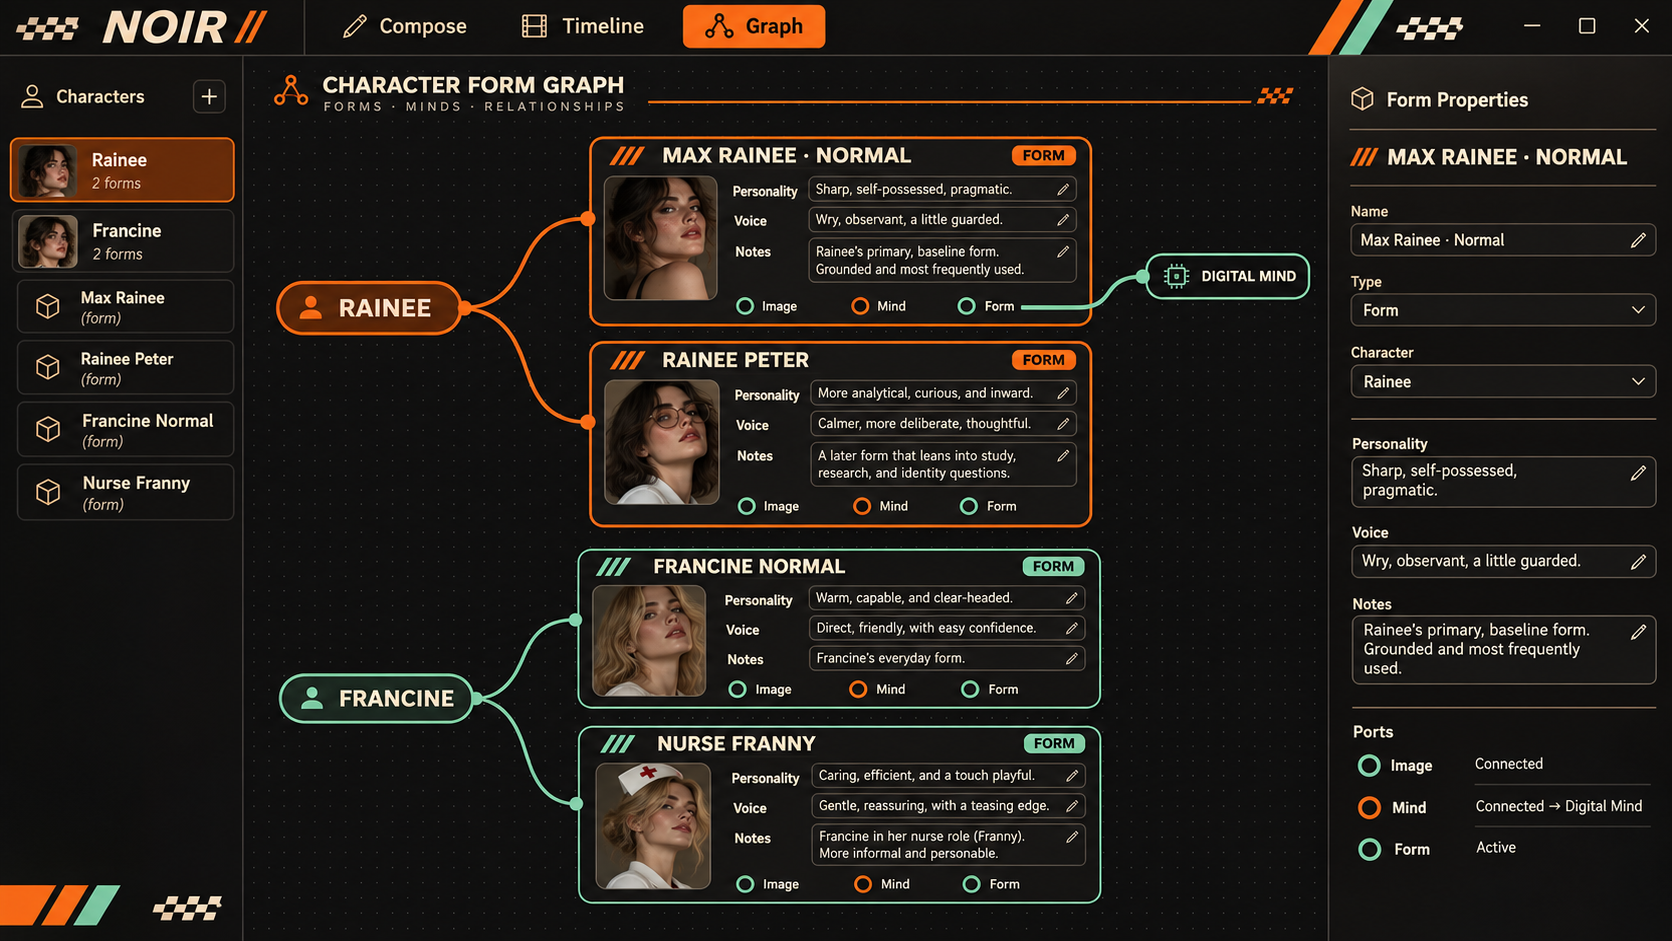 NOIR //
Compose
Timeline
Graph
Characters
+
Rainee
2 forms
Francine
2 forms
Max Rainee
(form)
Rainee Peter
(form)
Francine Normal
(form)
Nurse Franny
(form)
CHARACTER FORM GRAPH
FORMS · MINDS · RELATIONSHIPS
RAINEE
/// MAX RAINEE · NORMAL FORM
Personality Sharp, self-possessed, pragmatic.
Voice Wry, observant, a little guarded.
Notes Rainee's primary, baseline form.
Grounded and most frequently used.
Image Mind Form
DIGITAL MIND
/// RAINEE PETER FORM
Personality More analytical, curious, and inward.
Voice Calmer, more deliberate, thoughtful.
Notes A later form that leans into study,
research, and identity questions.
Image Mind Form
FRANCINE
/// FRANCINE NORMAL FORM
Personality Warm, capable, and clear-headed.
Voice Direct, friendly, with easy confidence.
Notes Francine's everyday form.
Image Mind Form
/// NURSE FRANNY FORM
Personality Caring, efficient, and a touch playful.
Voice Gentle, reassuring, with a teasing edge.
Notes Francine in her nurse role (Franny).
More informal and personable.
Image Mind Form
Form Properties
/// MAX RAINEE · NORMAL
Name
Max Rainee · Normal
Type
Form
Character
Rainee
Personality
Sharp, self-possessed,
pragmatic.
Voice
Wry, observant, a little guarded.
Notes
Rainee's primary, baseline form.
Grounded and most frequently
used.
Ports
Image Connected
Mind Connected → Digital Mind
Form Active